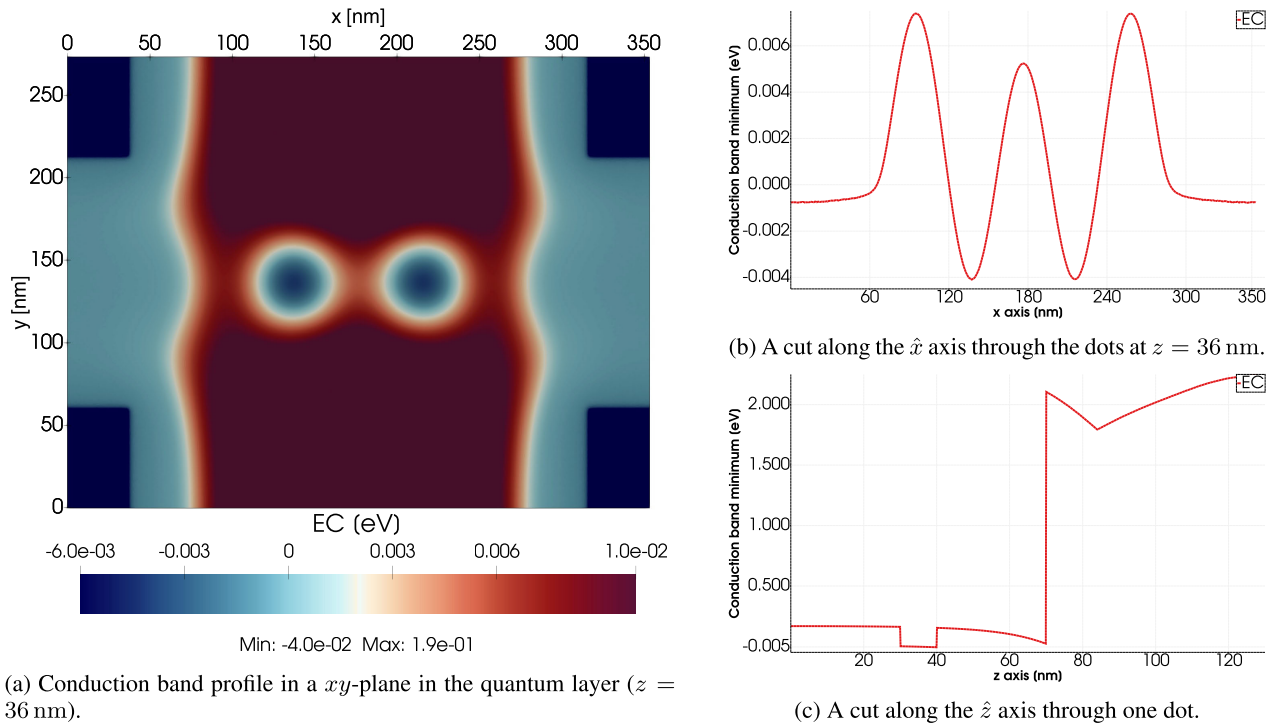 x [nm]
0 50 100 150 200 250 300 350
250
200
150
100
50
0
y [nm]
EC (eV)
-6.0e-03 -0.003 0 0.003 0.006 1.0e-02
Min: -4.0e-02 Max: 1.9e-01
(a) Conduction band profile in a xy-plane in the quantum layer (z =
36 nm).
EC
0.006
0.004
0.002
0.000
-0.002
-0.004
Conduction band minimum (eV)
60 120 180 240 300 350
x axis (nm)
(b) A cut along the x̂ axis through the dots at z = 36 nm.
EC
2.000
1.500
1.000
0.500
-0.005
Conduction band minimum (eV)
20 40 60 80 100 120
z axis (nm)
(c) A cut along the ẑ axis through one dot.